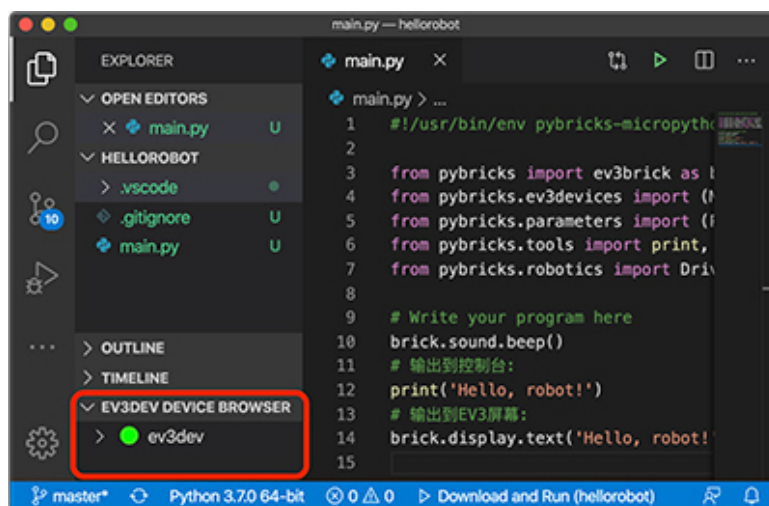 main.py — hellorobot
EXPLORER
OPEN EDITORS
main.py U
HELLOROBOT
.vscode
.gitignore U
main.py U
OUTLINE
TIMELINE
EV3DEV DEVICE BROWSER
ev3dev
10
main.py
main.py > ...
1 #!/usr/bin/env pybricks-micropytho
2
3 from pybricks import ev3brick as b
4 from pybricks.ev3devices import (M
5 from pybricks.parameters import (P
6 from pybricks.tools import print,
7 from pybricks.robotics import Driv
8
9 # Write your program here
10 brick.sound.beep()
11 # 输出到控制台:
12 print('Hello, robot!')
13 # 输出到EV3屏幕:
14 brick.display.text('Hello, robot!'
15
master* Python 3.7.0 64-bit 0 0 Download and Run (hellorobot)